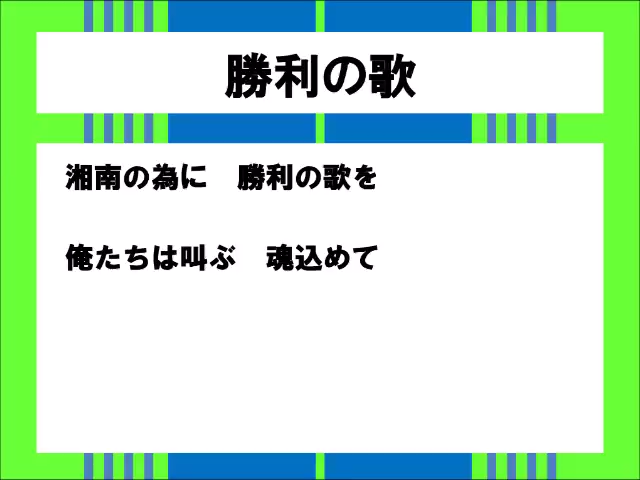 勝利の歌
湘南の為に　勝利の歌を
俺たちは叫ぶ　魂込めて